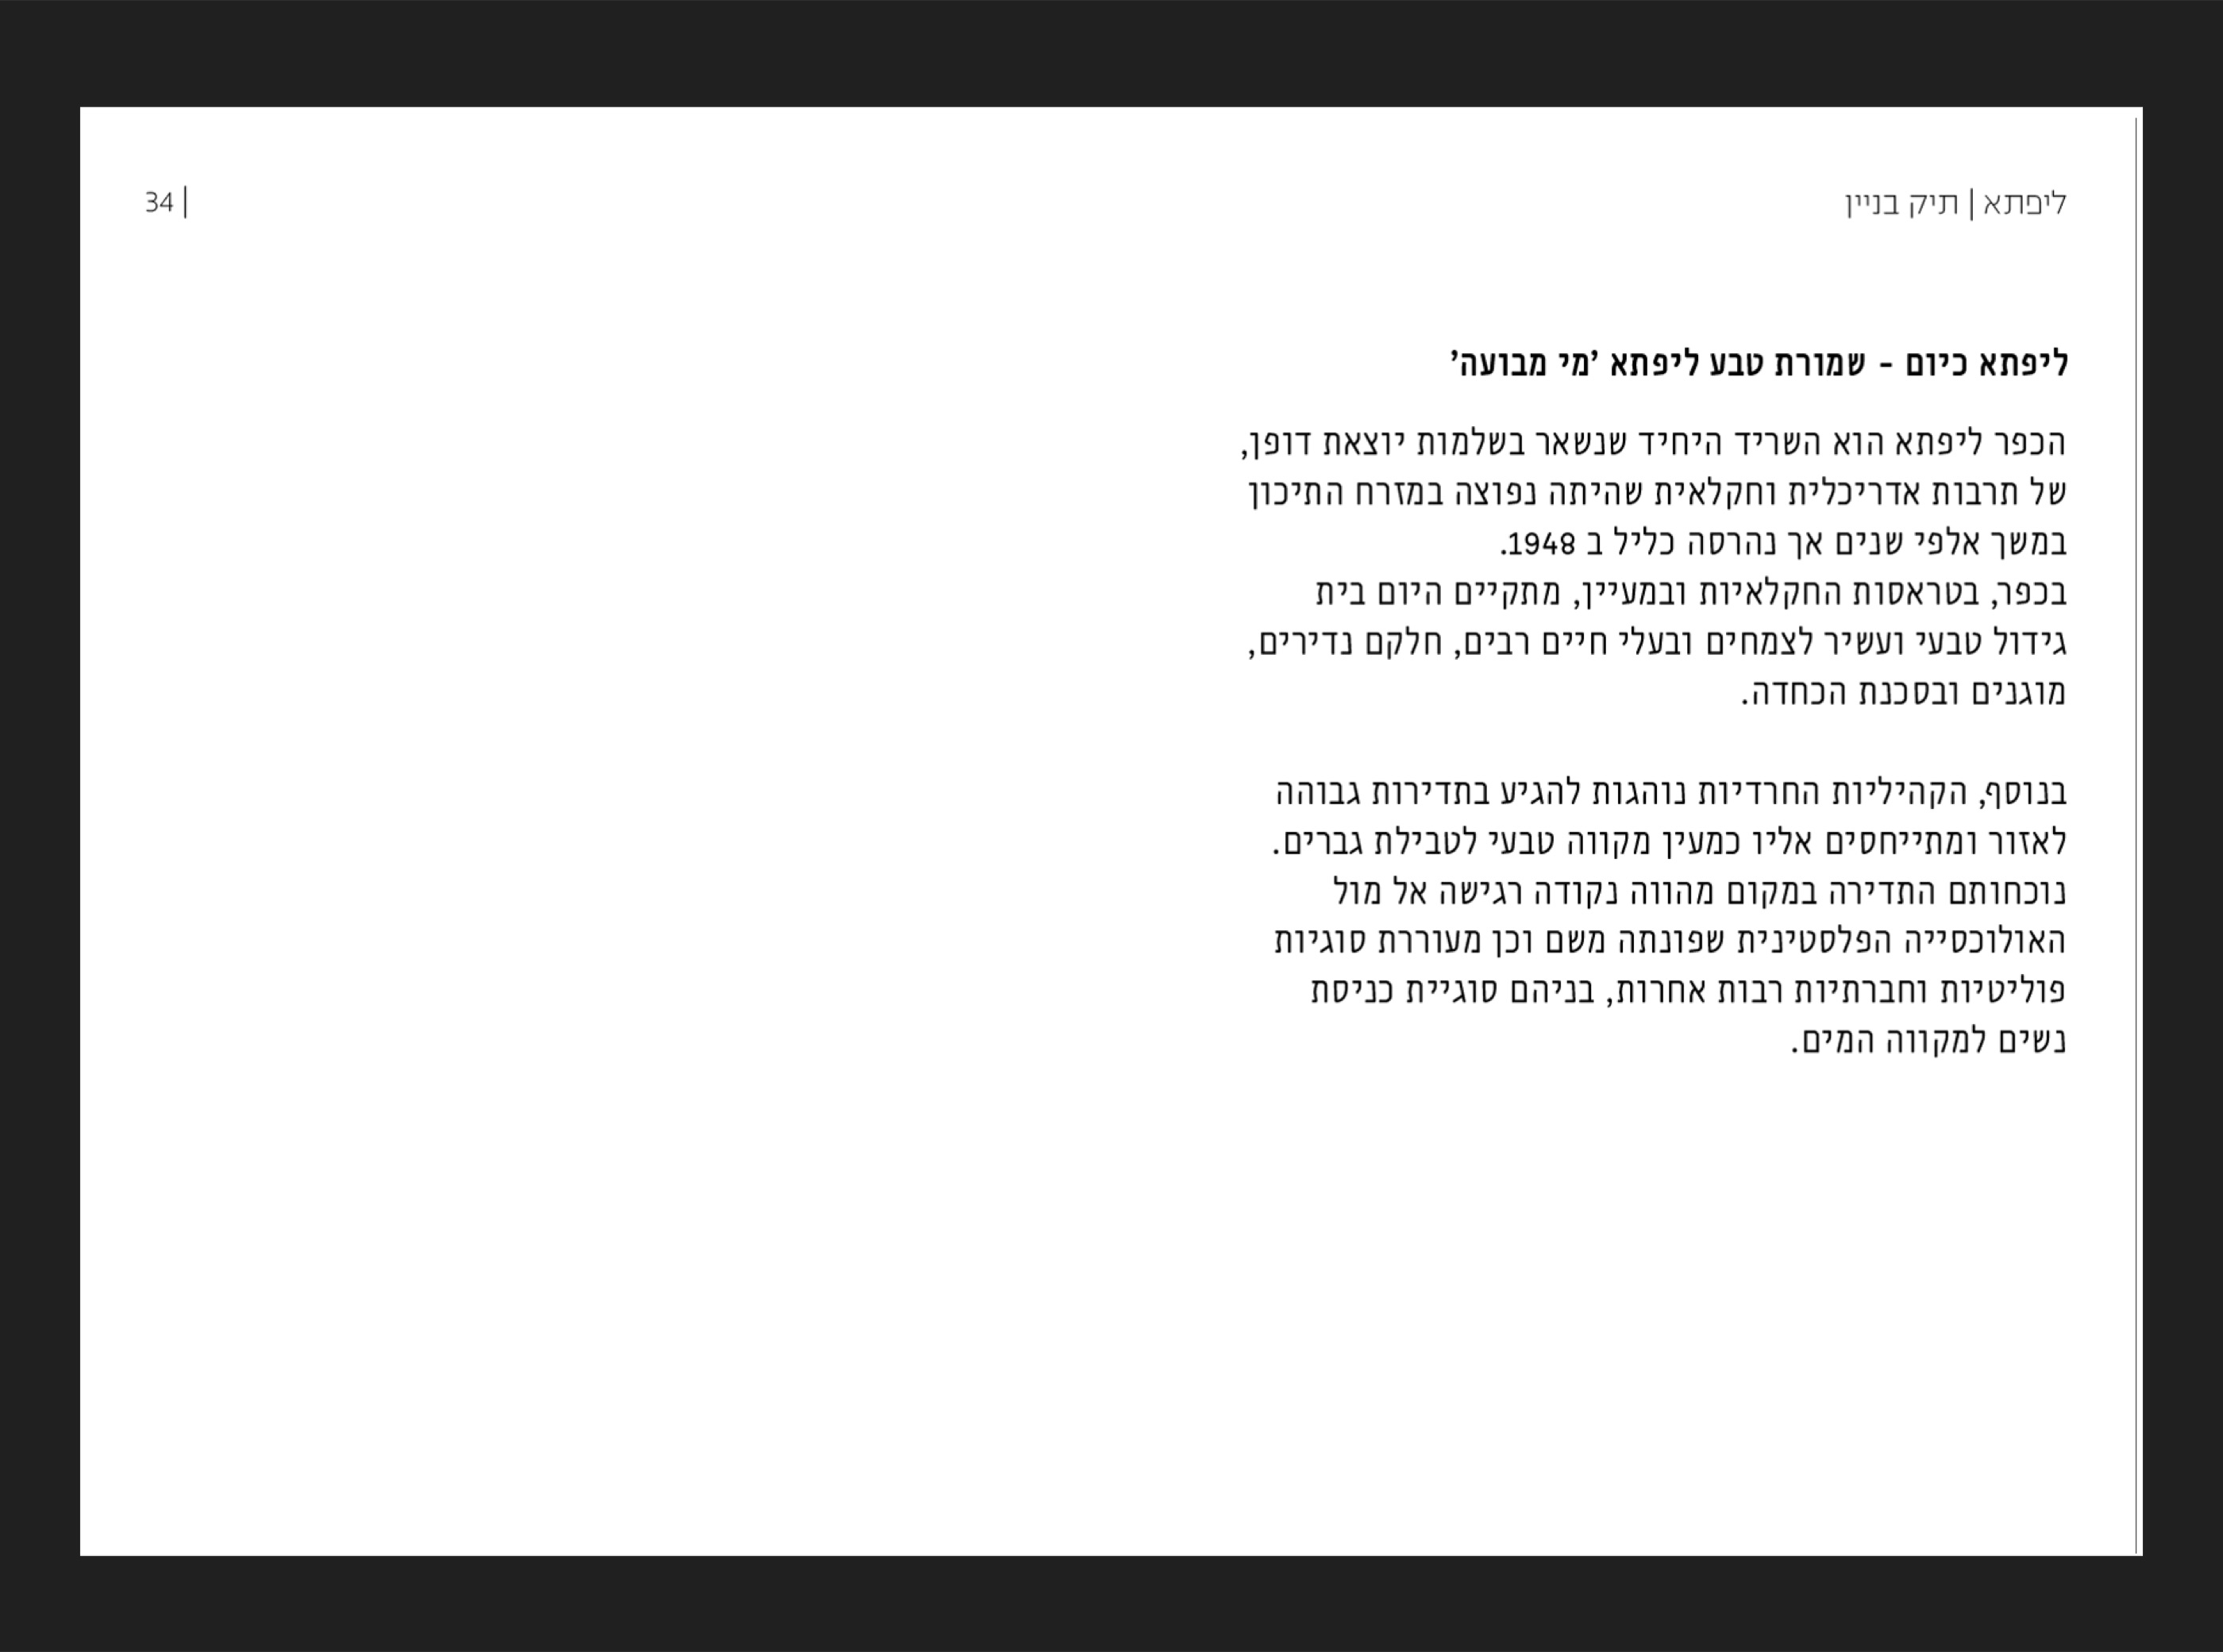 ליפתא | תיק בניין
34 |
ליפתא כיום - שמורת טבע ליפתא 'מי מבועה'
הכפר ליפתא הוא השריד היחיד שנשאר בשלמות יוצאת דופן,
של תרבות אדריכלית וחקלאית שהיתה נפוצה במזרח התיכון
במשך אלפי שנים אך נהרסה כליל ב 1948.
בכפר, בטראסות החקלאיות ובמעיין, מתקיים היום בית
גידול טבעי ועשיר לצמחים ובעלי חיים רבים, חלקם נדירים,
מוגנים ובסכנת הכחדה.
בנוסף, הקהיליות החרדיות נוהגות להגיע בתדירות גבוהה
לאזור ומתייחסים אליו כמעין מקווה טבעי לטבילת גברים.
נוכחותם התדירה במקום מהווה נקודה רגישה אל מול
האולוכסייה הפלסטינית שפונתה משם וכן מעוררת סוגיות
פוליטיות וחברתיות רבות אחרות, בניהם סוגיית כניסת
נשים למקווה המים.